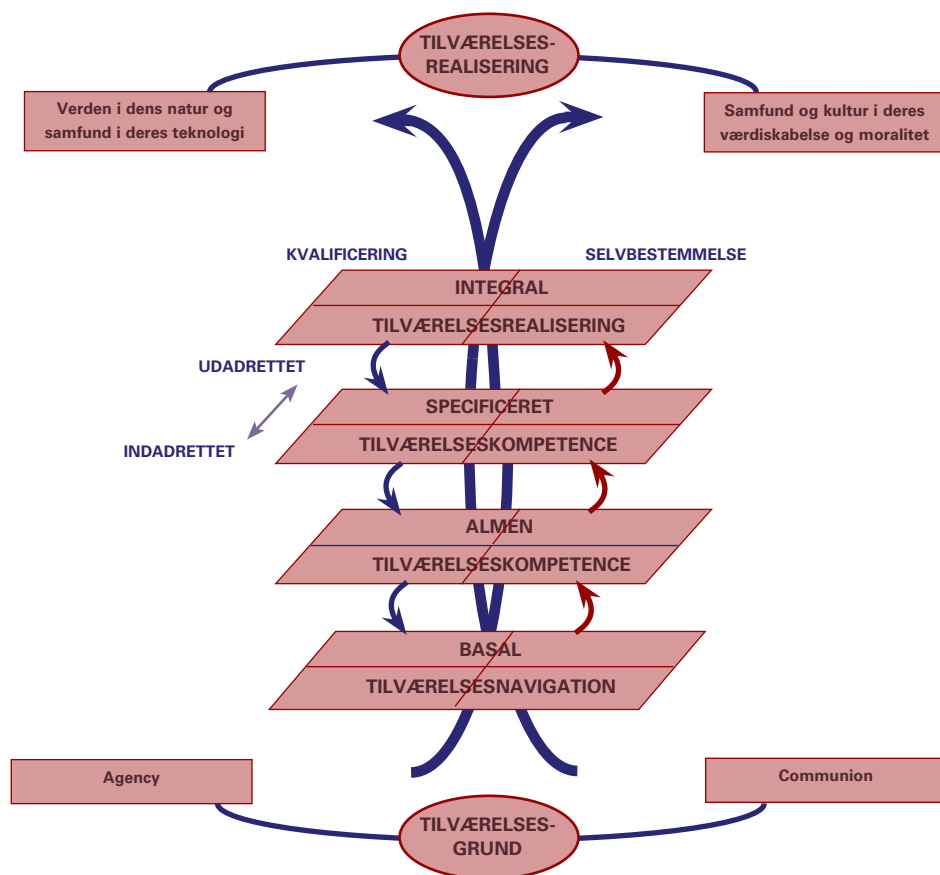 TILVÆRELSES-
REALISERING
Verden i dens natur og
samfund i deres teknologi
Samfund og kultur i deres
værdiskabelse og moralitet
KVALIFICERING
SELVBESTEMMELSE
INTEGRAL
TILVÆRELSESREALISERING
UDADRETTET
INDADRETTET
SPECIFICERET
TILVÆRELSESKOMPETENCE
ALMEN
TILVÆRELSESKOMPETENCE
BASAL
TILVÆRELSESNAVIGATION
Agency
Communion
TILVÆRELSES-
GRUND